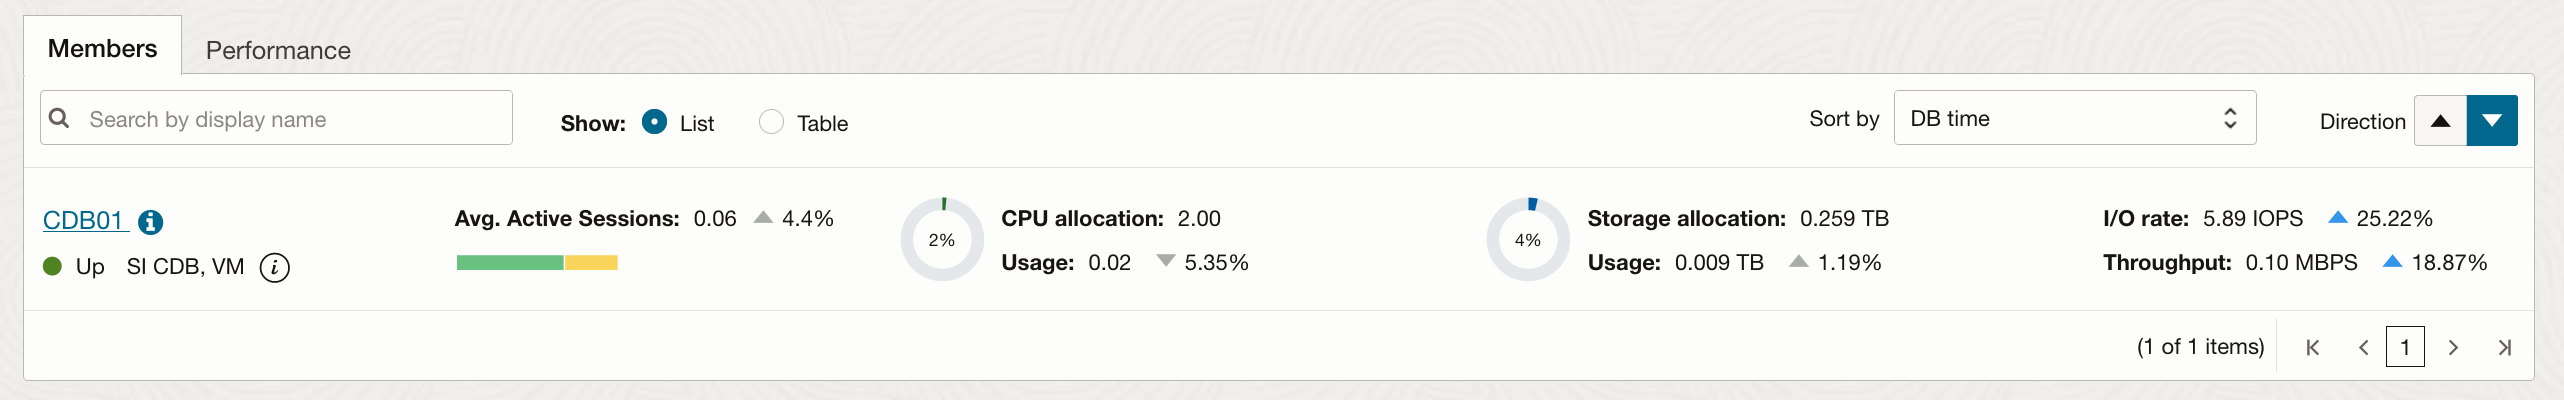 Members Performance
Search by display name Show: List Table Sort by DB time Direction
CDB01 Avg. Active Sessions: 0.06 4.4% CPU allocation: 2.00 Storage allocation: 0.259 TB I/O rate: 5.89 IOPS 25.22%
2% 4%
Up SI CDB, VM Usage: 0.02 5.35% Usage: 0.009 TB 1.19% Throughput: 0.10 MBPS 18.87%
(1 of 1 items) 1